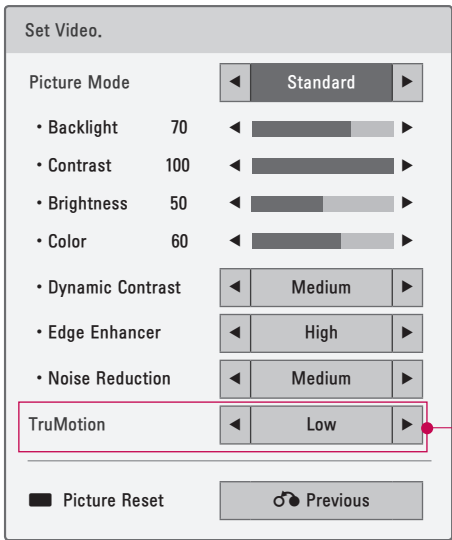 Set Video.
Picture Mode Standard
• Backlight 70
• Contrast 100
• Brightness 50
• Color 60
• Dynamic Contrast Medium
• Edge Enhancer High
• Noise Reduction Medium
TruMotion Low
Picture Reset Previous